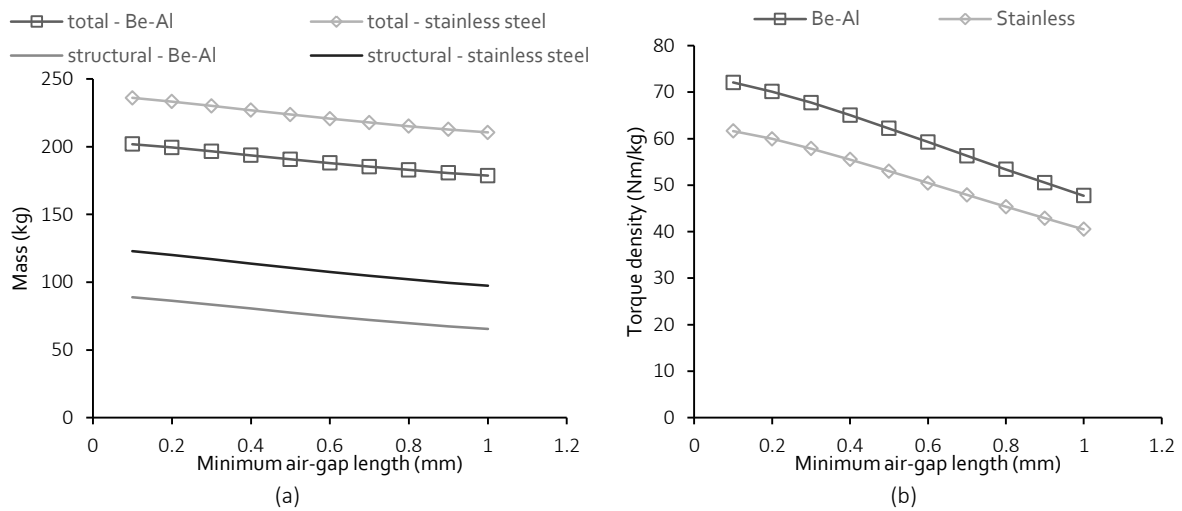 total - Be-Al
total - stainless steel
structural - Be-Al
structural - stainless steel
250
200
150
100
50
0
Mass (kg)
0 0.2 0.4 0.6 0.8 1 1.2
Minimum air-gap length (mm)
(a)
Be-Al
Stainless
80
70
60
50
40
30
20
10
0
Torque density (Nm/kg)
0 0.2 0.4 0.6 0.8 1 1.2
Minimum air-gap length (mm)
(b)